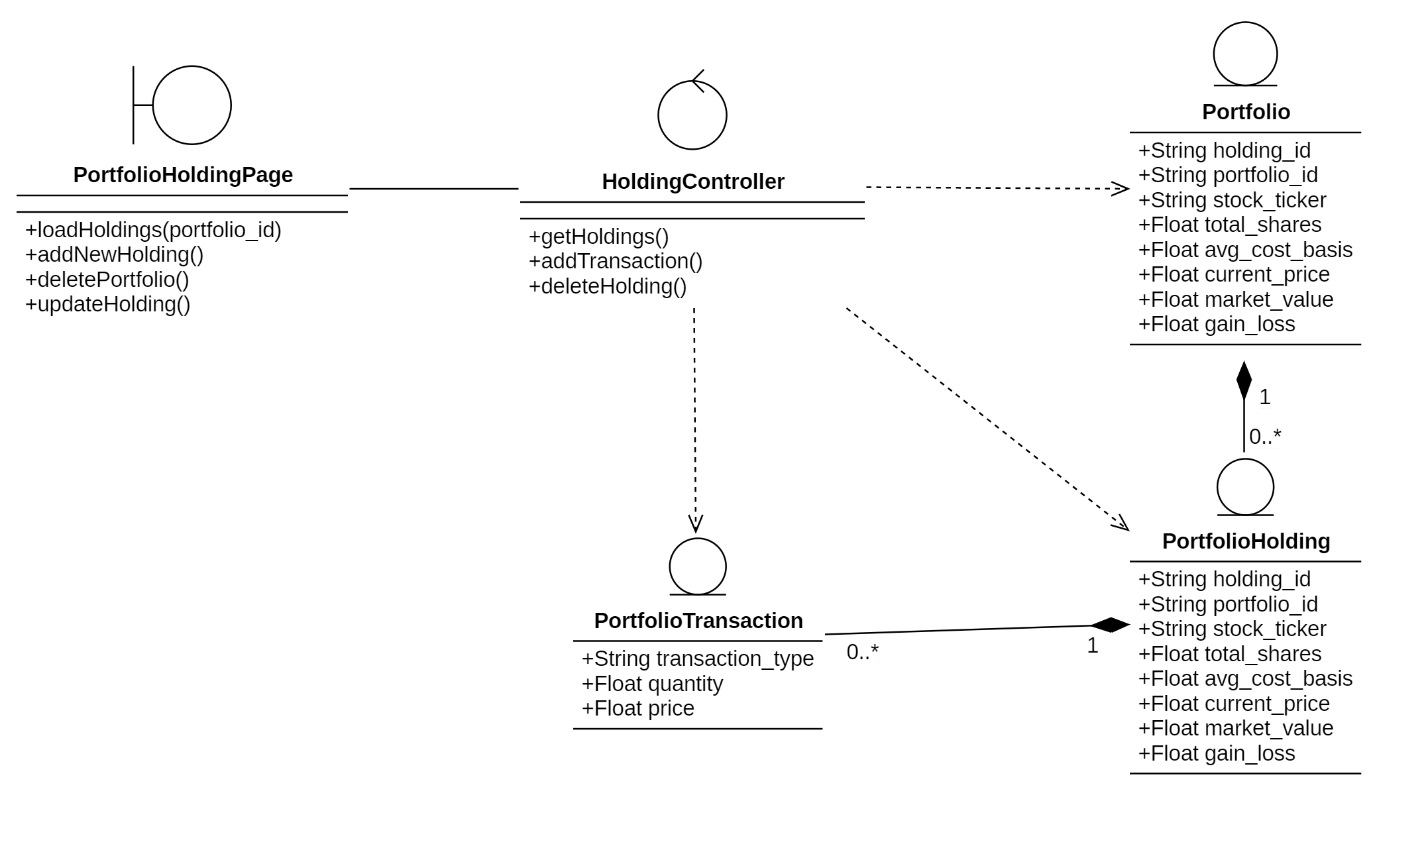 PortfolioHoldingPage
+loadHoldings(portfolio_id)
+addNewHolding()
+deletePortfolio()
+updateHolding()
HoldingController
+getHoldings()
+addTransaction()
+deleteHolding()
Portfolio
+String holding_id
+String portfolio_id
+String stock_ticker
+Float total_shares
+Float avg_cost_basis
+Float current_price
+Float market_value
+Float gain_loss
1
0..*
PortfolioTransaction
+String transaction_type
+Float quantity
+Float price
0..*
1
PortfolioHolding
+String holding_id
+String portfolio_id
+String stock_ticker
+Float total_shares
+Float avg_cost_basis
+Float current_price
+Float market_value
+Float gain_loss